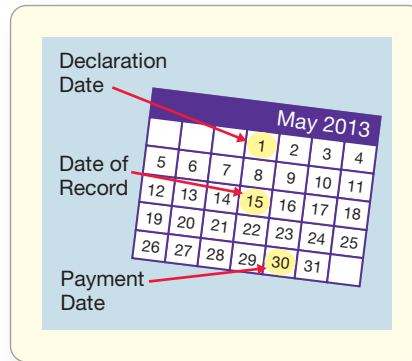 Declaration
Date
May 2013
1 2 3 4
Date of
Record
5 6 7 8 9 10 11
12 13 14 15 16 17 18
19 20 21 22 23 24 25
26 27 28 29 30 31
Payment
Date